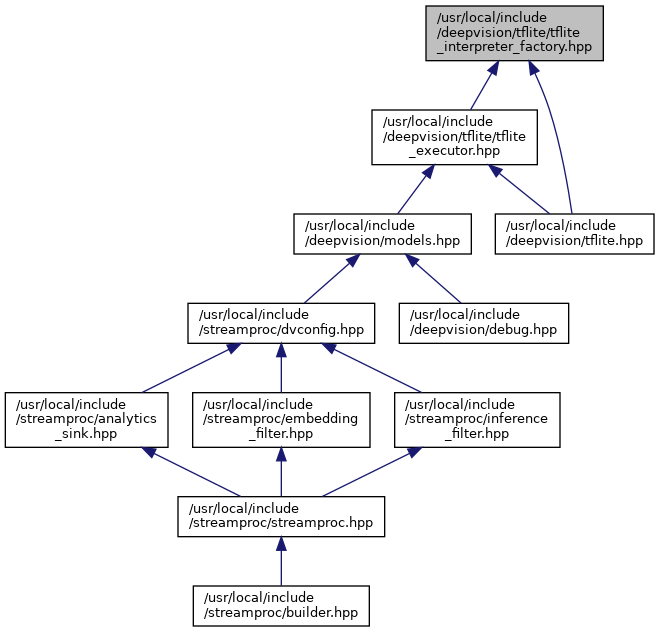 /usr/local/include
/deepvision/tflite/tflite
_interpreter_factory.hpp
/usr/local/include
/deepvision/tflite/tflite
_executor.hpp
/usr/local/include
/deepvision/models.hpp
/usr/local/include
/deepvision/tflite.hpp
/usr/local/include
/streamproc/dvconfig.hpp
/usr/local/include
/deepvision/debug.hpp
/usr/local/include
/streamproc/analytics
_sink.hpp
/usr/local/include
/streamproc/embedding
_filter.hpp
/usr/local/include
/streamproc/inference
_filter.hpp
/usr/local/include
/streamproc/streamproc.hpp
/usr/local/include
/streamproc/builder.hpp